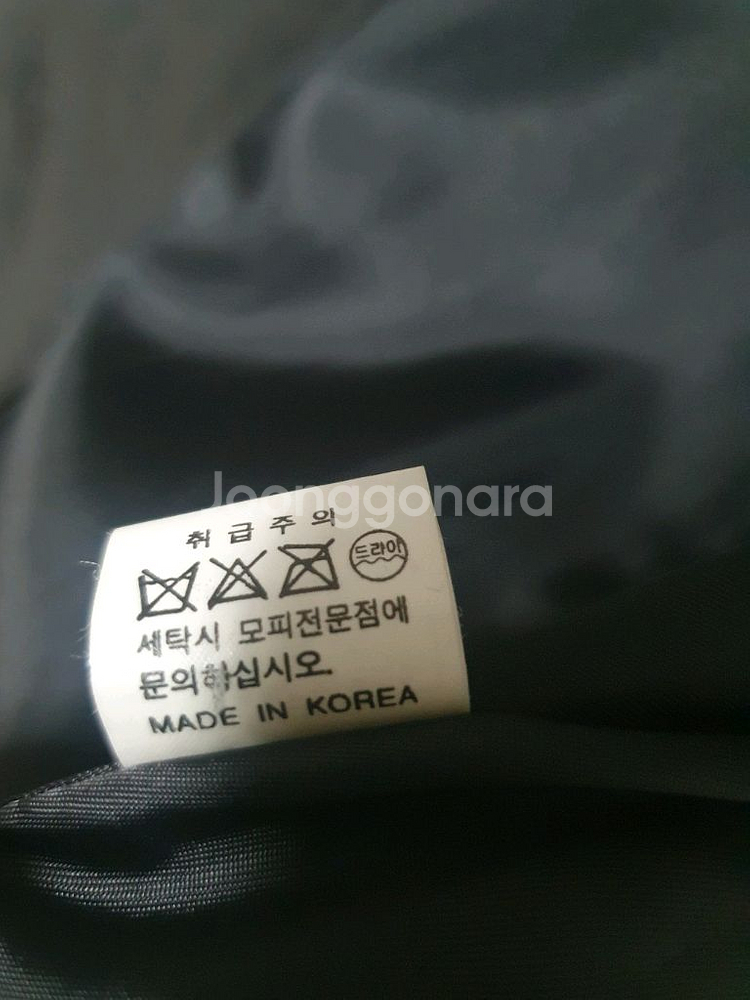 Joonggonara
취급주의
드라이
세탁시 모피전문점에
문의하십시오.
MADE IN KOREA